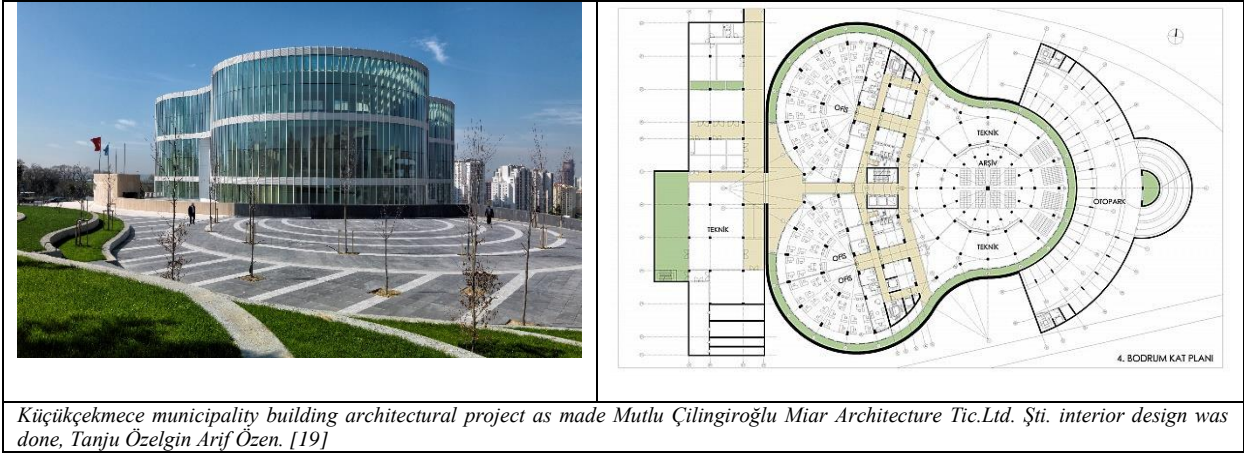 OFİS
TEKNİK
ARŞİV
OTOPARK
TEKNİK
OFİS
TEKNİK
OFİS
4. BODRUM KAT PLANI
Küçükçekmece municipality building architectural project as made Mutlu Çilingiroğlu Miar Architecture Tic.Ltd. Şti. interior design was
done, Tanju Özelgin Arif Özen. [19]